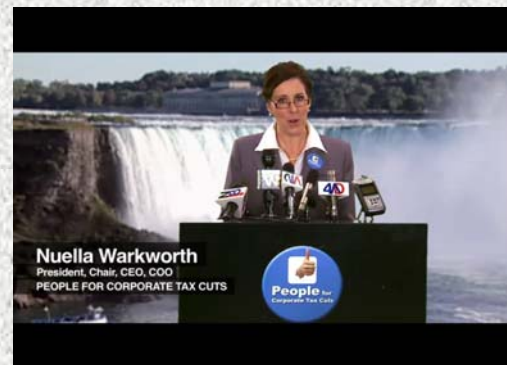 Nuella Warkworth
President, Chair, CEO, COO
PEOPLE FOR CORPORATE TAX CUTS
People for
Corporate Tax Cuts